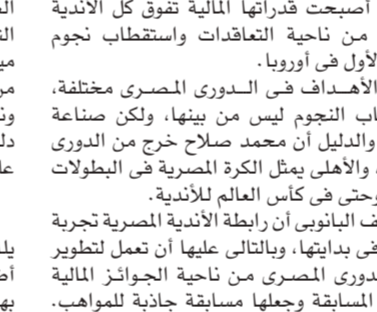 أصبحت قدراتها المالية تفوق كل الأندية
من ناحية التعاقدات واستقطاب نجوم
الأول فى أوروبا.
الأهداف فى الدورى المصرى مختلفة،
اب النجوم ليس من بينها، ولكن صناعة
والدليل أن محمد صلاح خرج من الدورى
، والأهلى يمثل الكرة المصرية فى البطولات
وحتى فى كأس العالم للأندية.
ف البانوبى أن رابطة الأندية المصرية تجربة
فى بدايتها، وبالتالى عليها أن تعمل لتطوير
دورى المصرى من ناحية الجوائز المالية
المسابقة وجعلها مسابقة جاذبة للمواهب.